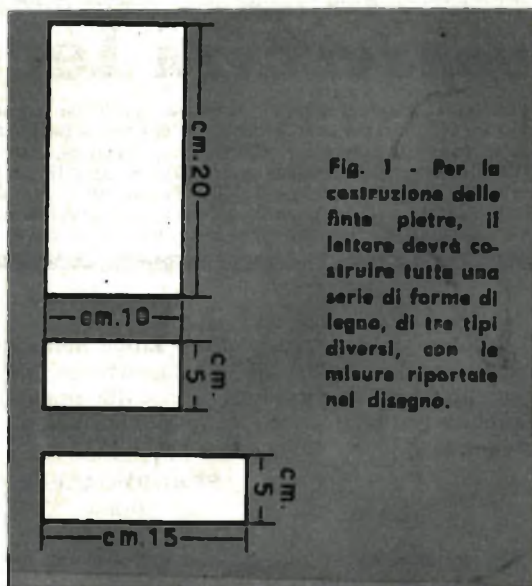 cm.20
cm.10
cm.
5
cm.
5
cm.15
Fig. 1 - Per la
costruzione delle
finte pietre, il
lettore dovrà co-
struire tutta una
serie di forme di
legno, di tre tipi
diversi, con le
misure riportate
nel disegno.